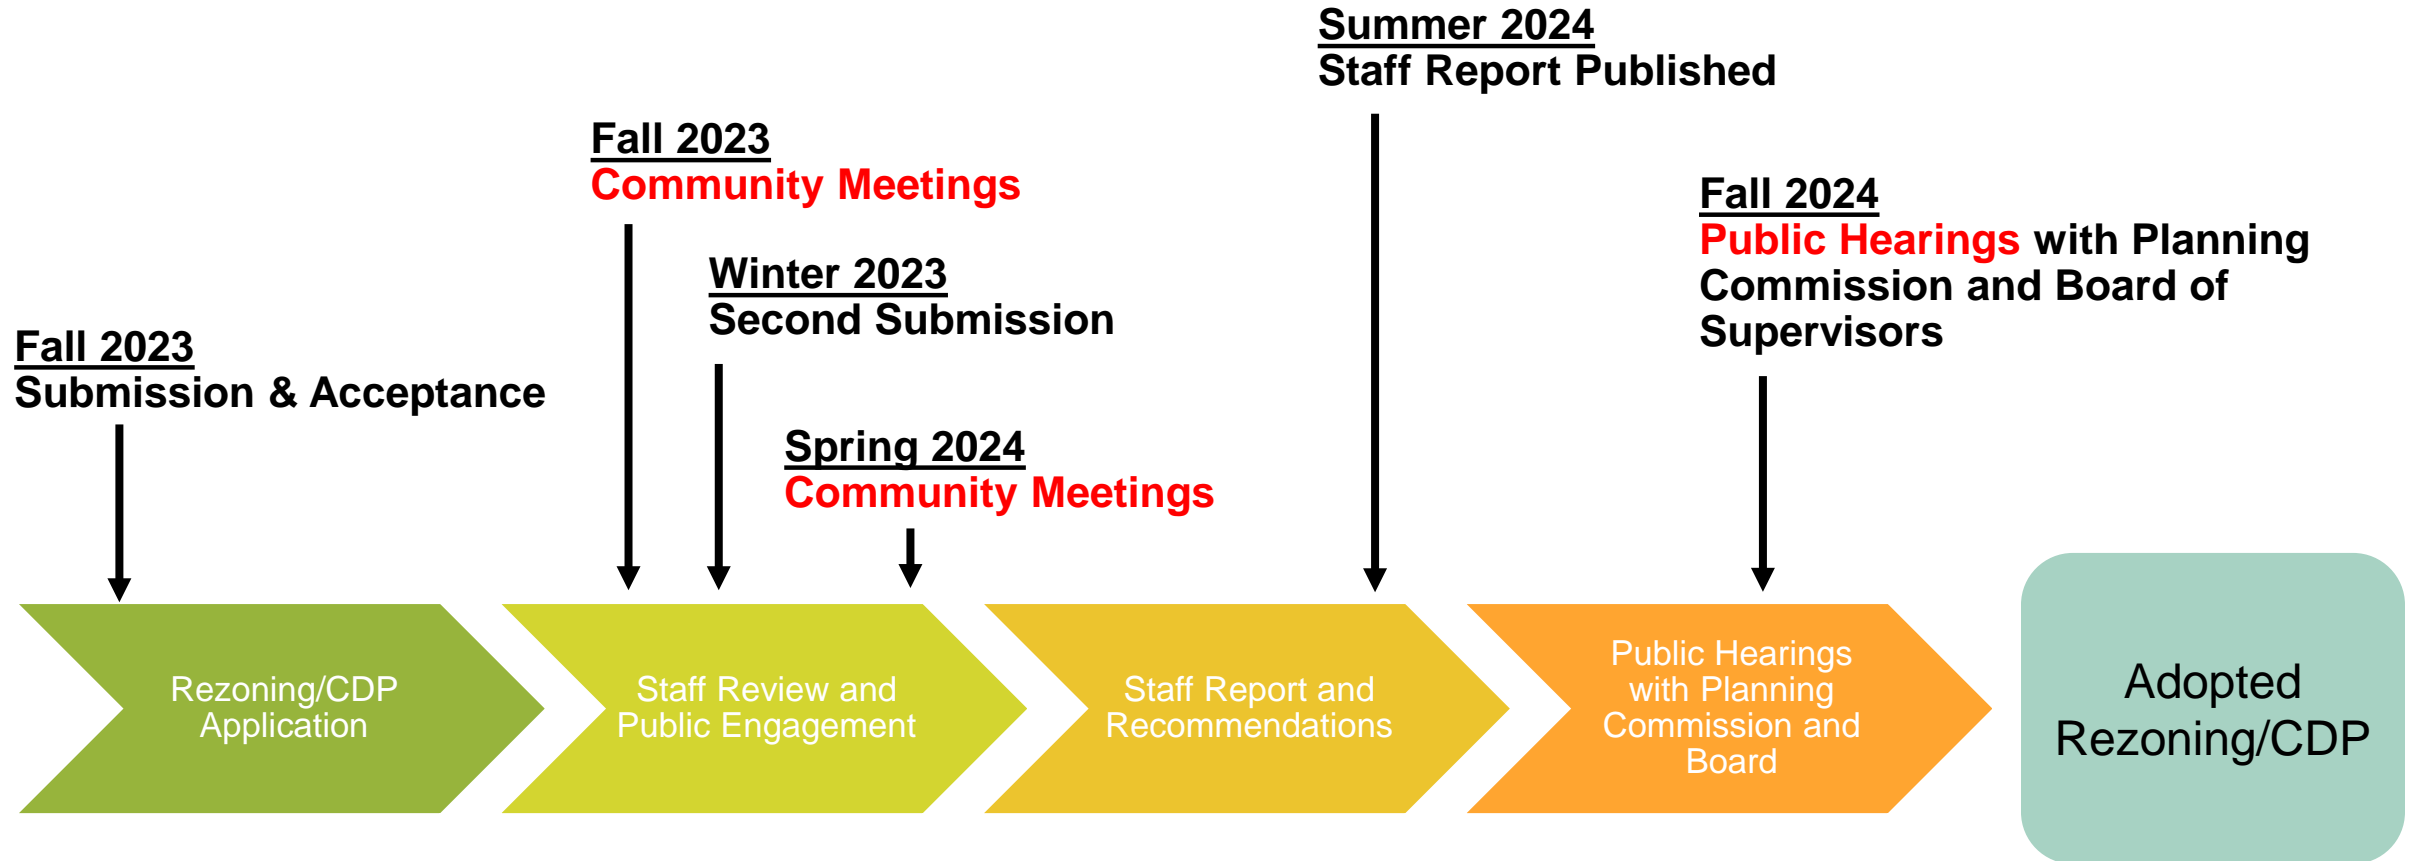 Summer 2024
Staff Report Published
Fall 2023
Community Meetings
Fall 2024
Public Hearings with Planning
Commission and Board of
Supervisors
Winter 2023
Second Submission
Fall 2023
Submission & Acceptance
Spring 2024
Community Meetings
Rezoning/CDP
Application
Staff Review and
Public Engagement
Staff Report and
Recommendations
Public Hearings
with Planning
Commission and
Board
Adopted
Rezoning/CDP